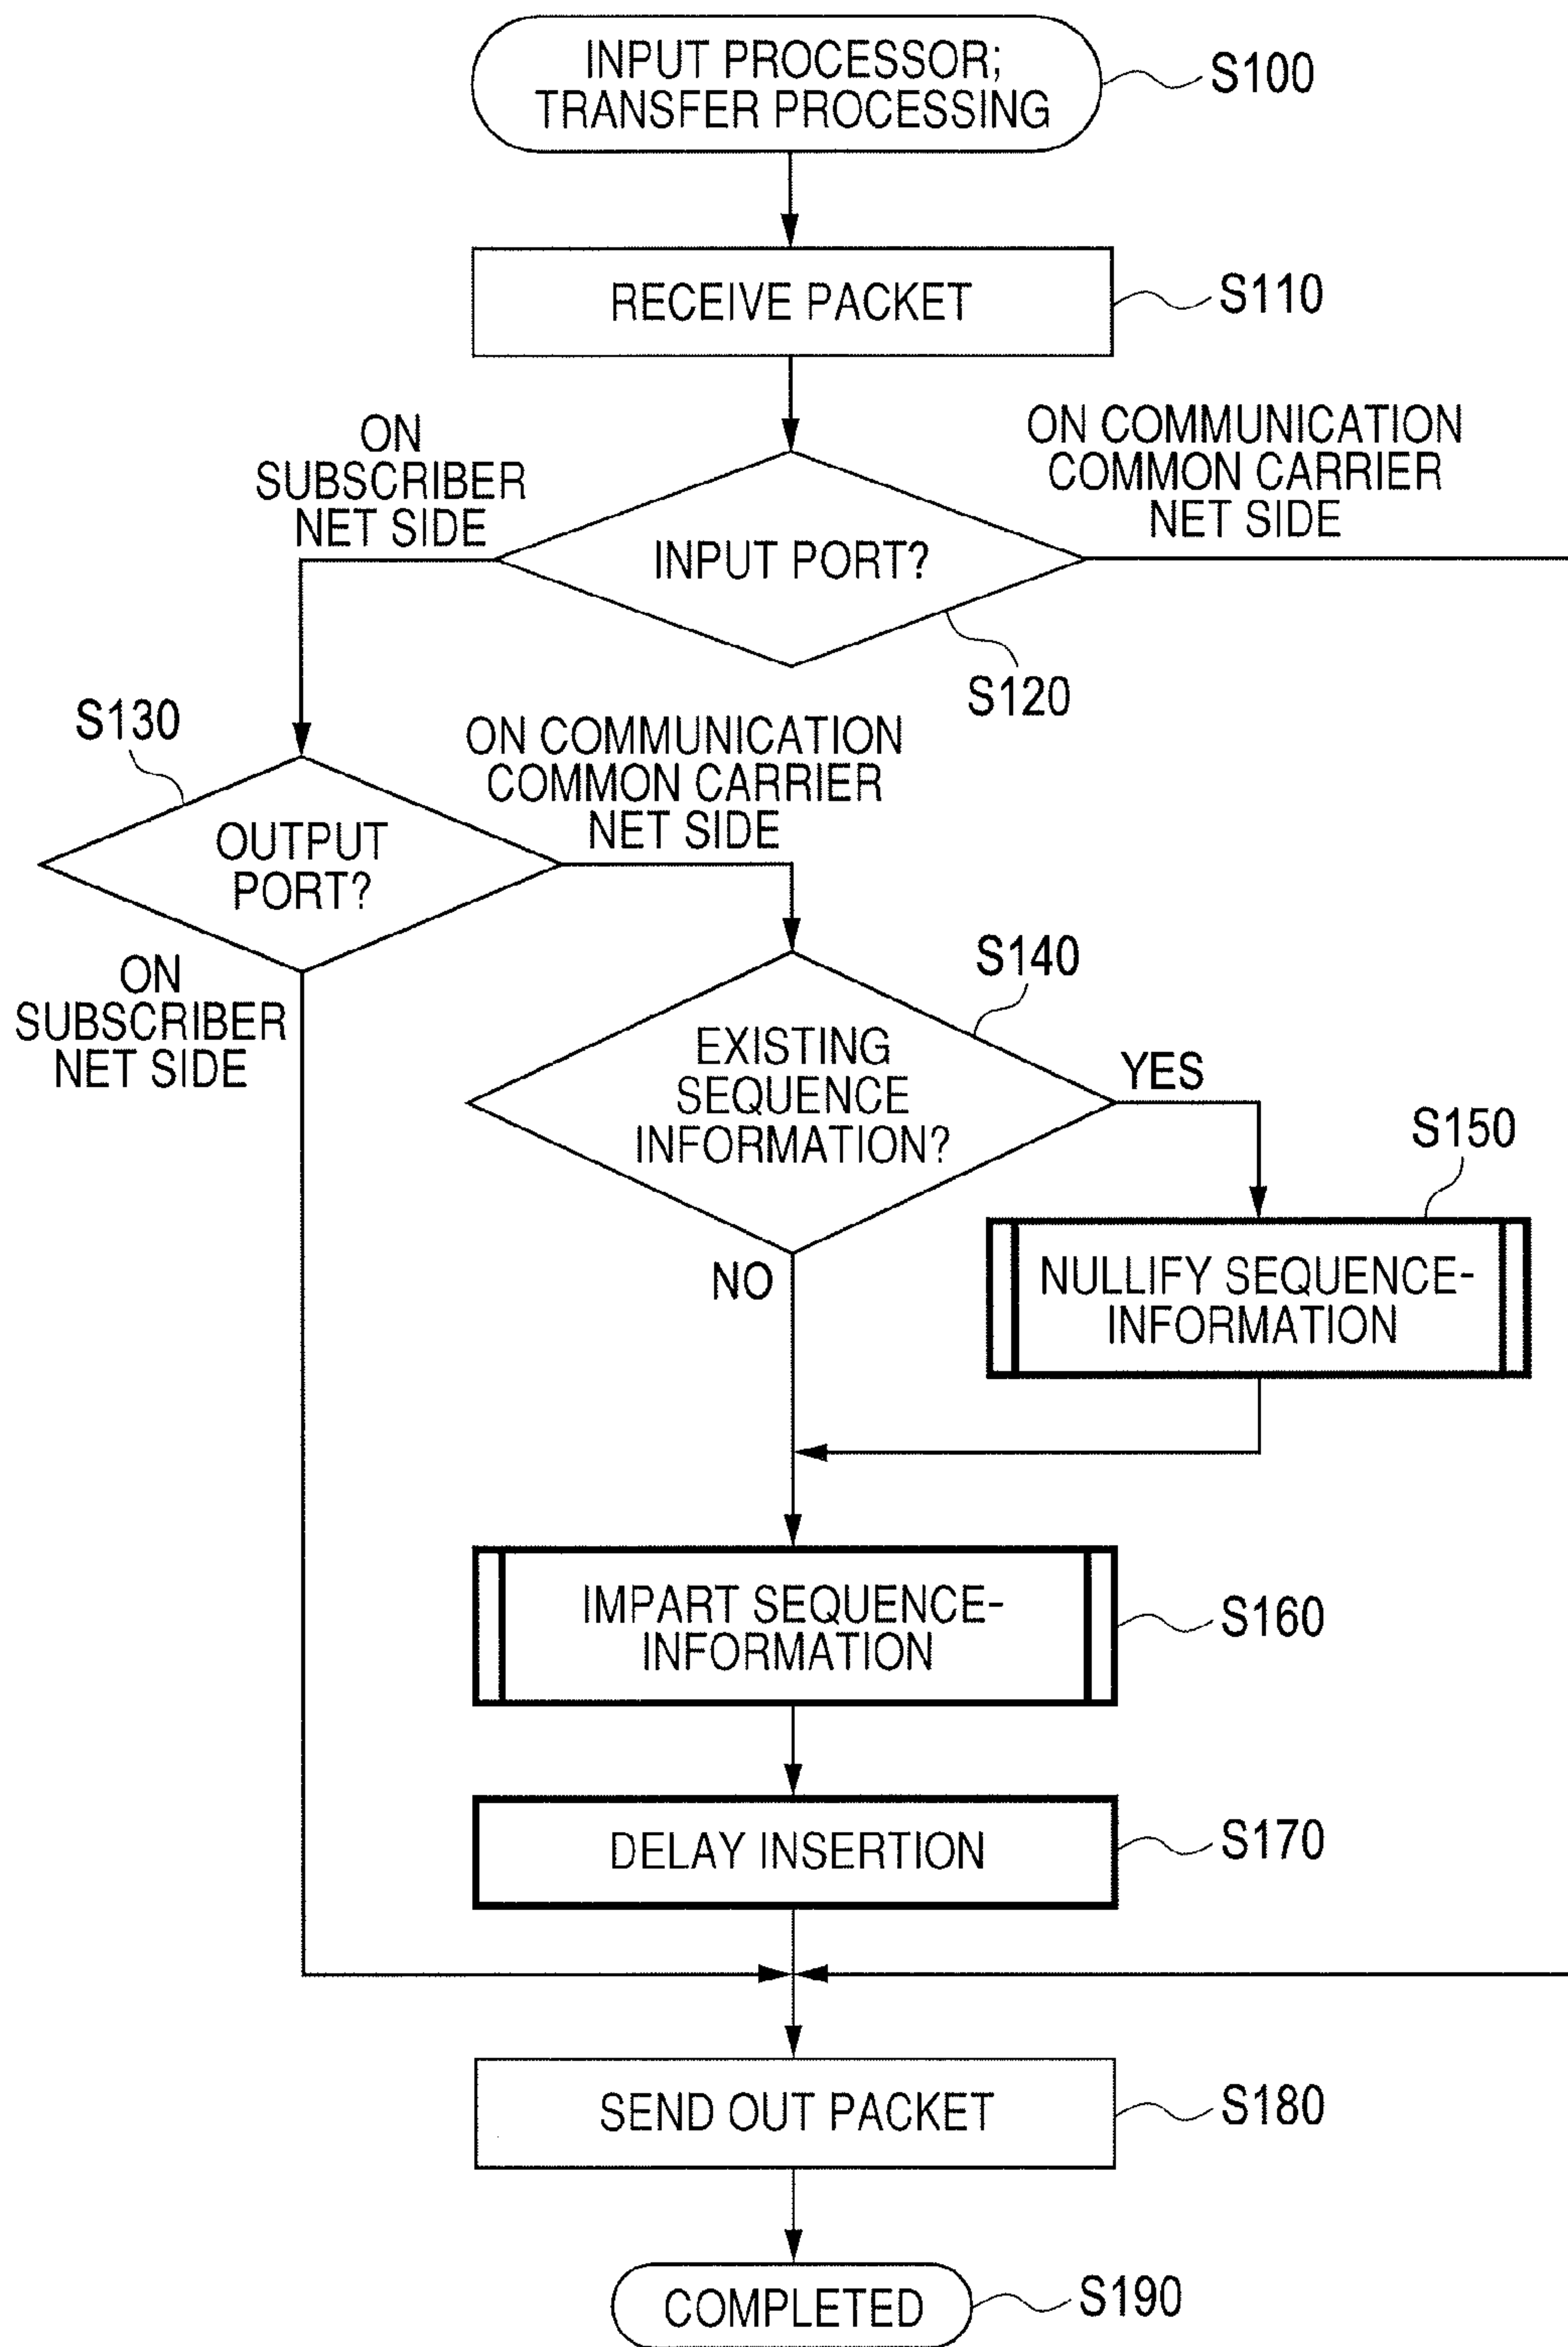 INPUT PROCESSOR;
TRANSFER PROCESSING
S100
RECEIVE PACKET
S110
ON
SUBSCRIBER
NET SIDE
ON COMMUNICATION
COMMON CARRIER
NET SIDE
INPUT PORT?
S120
S130
ON COMMUNICATION
COMMON CARRIER
NET SIDE
OUTPUT
PORT?
ON
SUBSCRIBER
NET SIDE
S140
EXISTING
SEQUENCE
INFORMATION?
YES
S150
NULLIFY SEQUENCE-
INFORMATION
NO
IMPART SEQUENCE-
INFORMATION
S160
DELAY INSERTION
S170
SEND OUT PACKET
S180
COMPLETED
S190